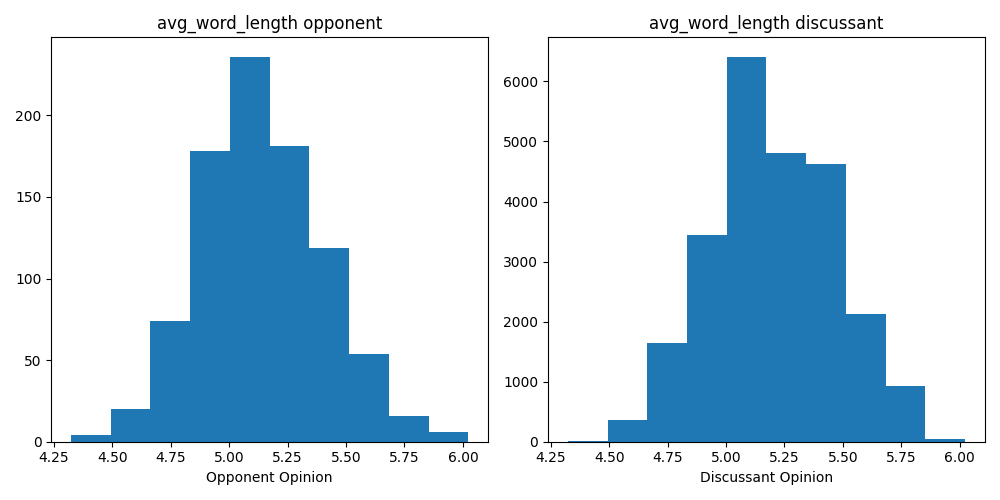 avg_word_length opponent
200
150
100
50
0
4.25 4.50 4.75 5.00 5.25 5.50 5.75 6.00
Opponent Opinion
avg_word_length discussant
6000
5000
4000
3000
2000
1000
0
4.25 4.50 4.75 5.00 5.25 5.50 5.75 6.00
Discussant Opinion